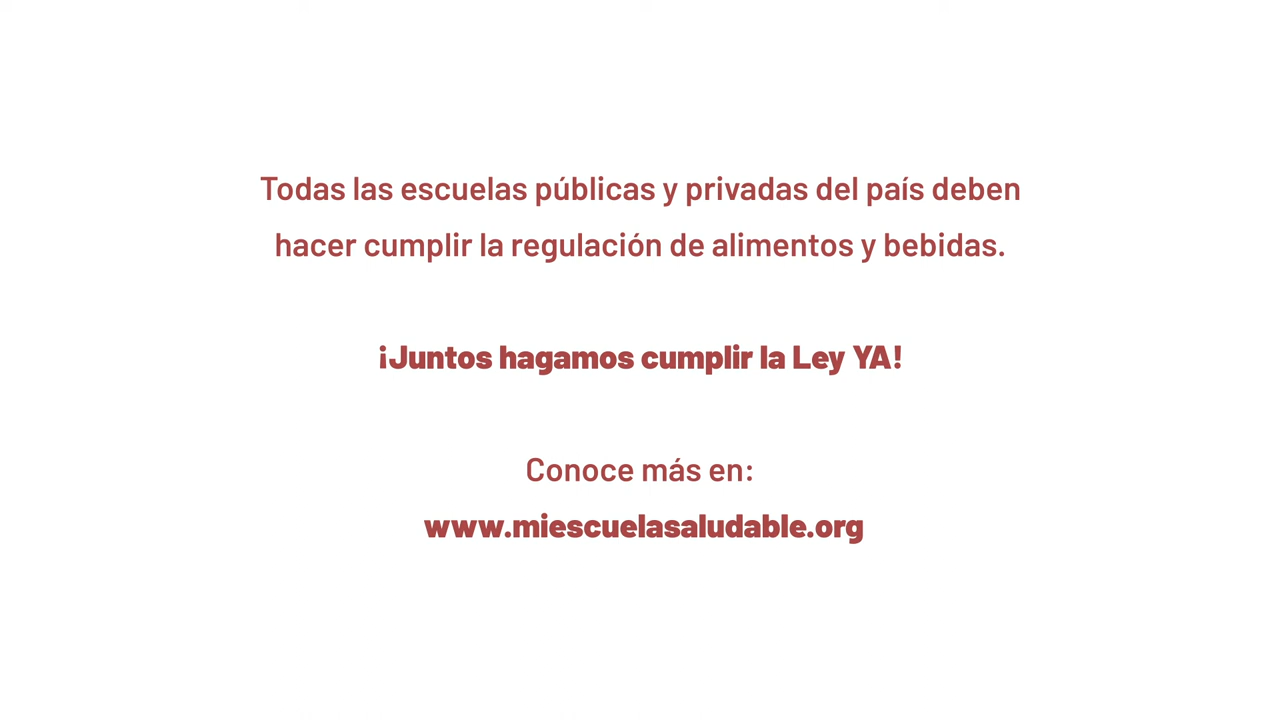 Todas las escuelas públicas y privadas del país deben
hacer cumplir la regulación de alimentos y bebidas.
¡Juntos hagamos cumplir la Ley YA!
Conoce más en:
www.miescuelasaludable.org